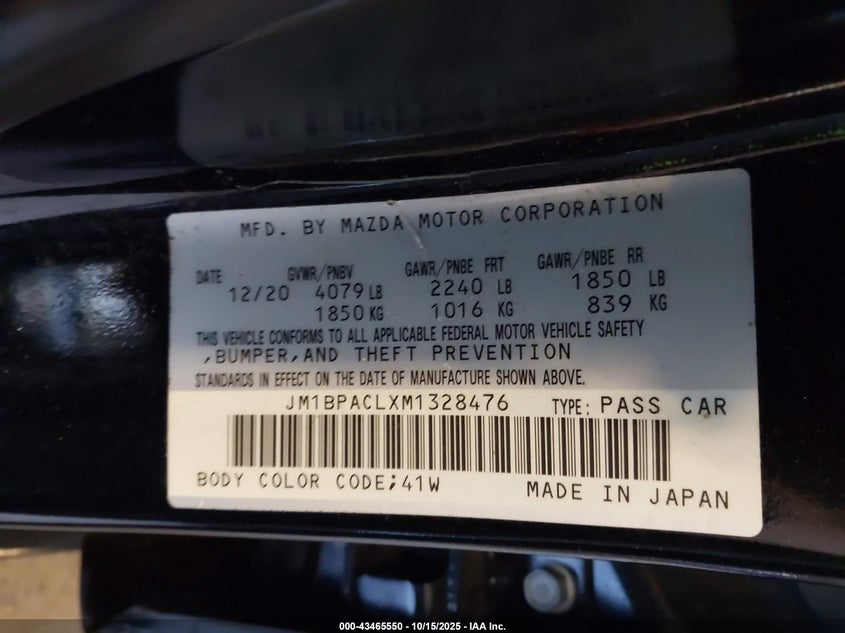 MFD. BY MAZDA MOTOR CORPORATION
DATE GVWR/PNBV GAWR/PNBE FRT GAWR/PNBE RR
12/20 4079 LB 2240 LB 1850 LB
1850 KG 1016 KG 839 KG
THIS VEHICLE CONFORMS TO ALL APPLICABLE FEDERAL MOTOR VEHICLE SAFETY
,BUMPER,AND THEFT PREVENTION
STANDARDS IN EFFECT ON THE DATE OF MANUFACTURE SHOWN ABOVE.
JM1BPACLXM1328476 TYPE: PASS CAR
BODY COLOR CODE;41W MADE IN JAPAN
000-43465550 - 10/15/2025 - IAA Inc.